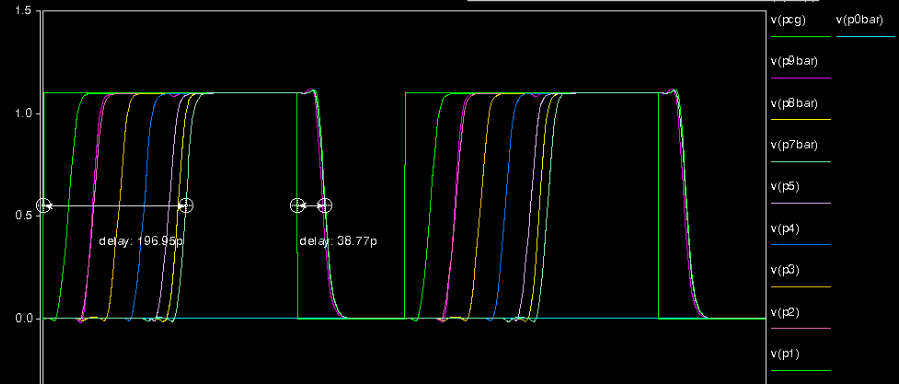 1.5
v(pcg) v(p0bar)
v(p9bar)
1.0
v(p8bar)
v(p7bar)
v(p5)
0.5
delay: 196.95p delay: 38.77p
v(p4)
v(p3)
0.0
v(p2)
v(p1)